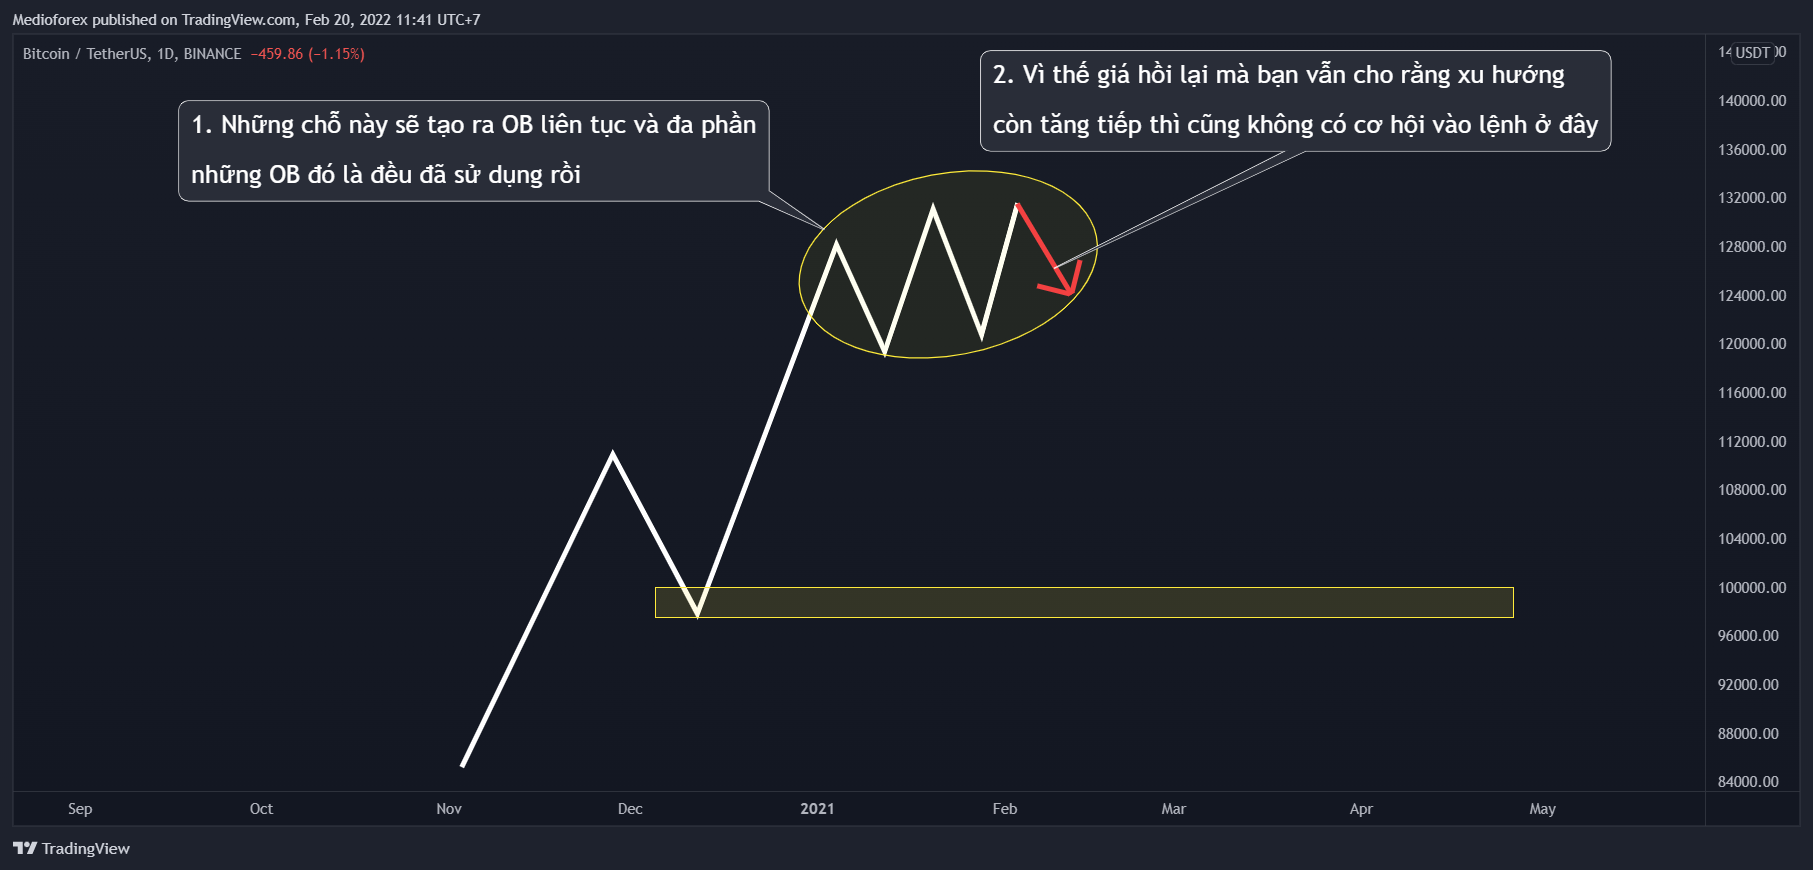 Medioforex published on TradingView.com, Feb 20, 2022 11:41 UTC+7
Bitcoin / TetherUS, 1D, BINANCE −459.86 (−1.15%)
USDT
1. Những chỗ này sẽ tạo ra OB liên tục và đa phần
những OB đó là đều đã sử dụng rồi
2. Vì thế giá hồi lại mà bạn vẫn cho rằng xu hướng
còn tăng tiếp thì cũng không có cơ hội vào lệnh ở đây
140000.00
136000.00
132000.00
128000.00
124000.00
120000.00
116000.00
112000.00
108000.00
104000.00
100000.00
96000.00
92000.00
88000.00
84000.00
Sep Oct Nov Dec 2021 Feb Mar Apr May
TradingView